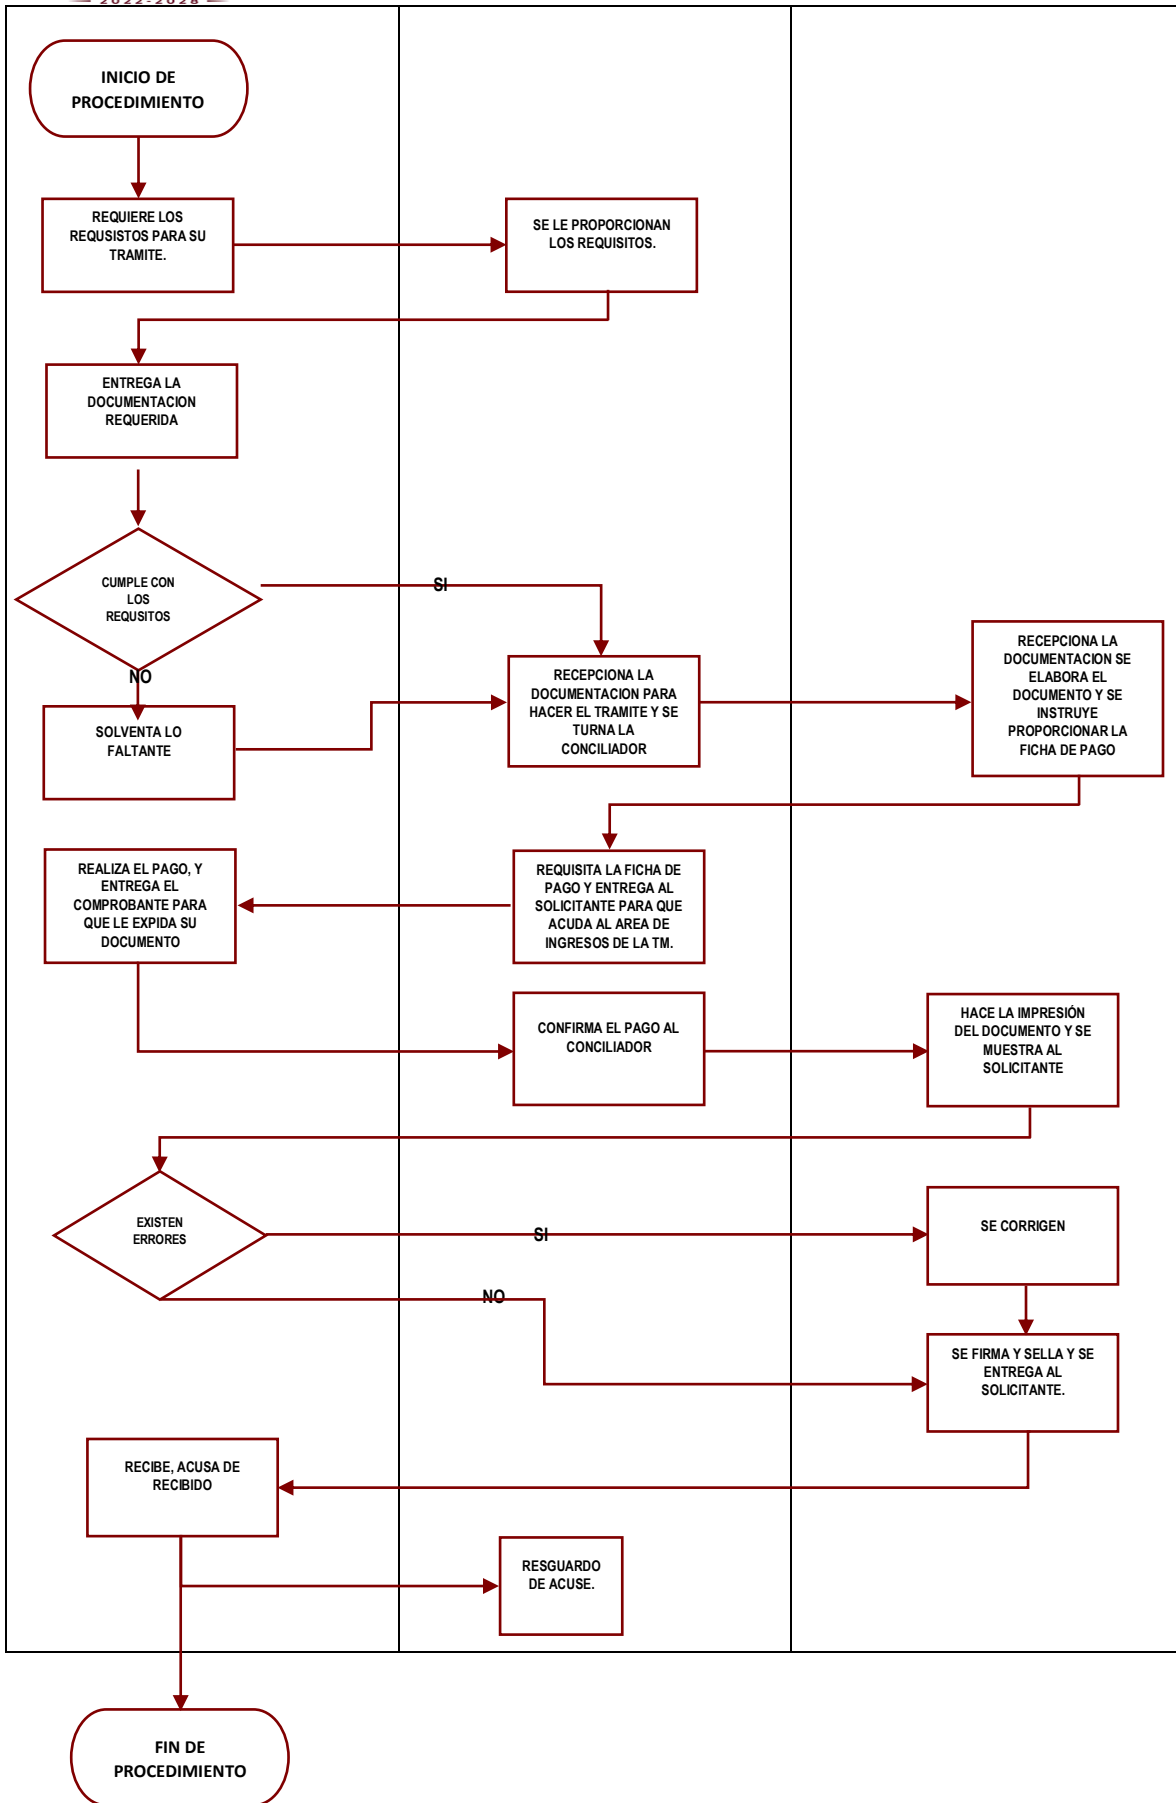 2022-2028
INICIO DE
PROCEDIMIENTO
REQUIERE LOS
REQUSISTOS PARA SU
TRAMITE.
SE LE PROPORCIONAN
LOS REQUISITOS.
ENTREGA LA
DOCUMENTACION
REQUERIDA
CUMPLE CON
LOS
REQUSITOS
SI
NO
SOLVENTA LO
FALTANTE
RECEPCIONA LA
DOCUMENTACION PARA
HACER EL TRAMITE Y SE
TURNA LA
CONCILIADOR
RECEPCIONA LA
DOCUMENTACION SE
ELABORA EL
DOCUMENTO Y SE
INSTRUYE
PROPORCIONAR LA
FICHA DE PAGO
REALIZA EL PAGO, Y
ENTREGA EL
COMPROBANTE PARA
QUE LE EXPIDA SU
DOCUMENTO
REQUISITA LA FICHA DE
PAGO Y ENTREGA AL
SOLICITANTE PARA QUE
ACUDA AL AREA DE
INGRESOS DE LA TM.
CONFIRMA EL PAGO AL
CONCILIADOR
HACE LA IMPRESIÓN
DEL DOCUMENTO Y SE
MUESTRA AL
SOLICITANTE
EXISTEN
ERRORES
SI
SE CORRIGEN
NO
SE FIRMA Y SELLA Y SE
ENTREGA AL
SOLICITANTE.
RECIBE, ACUSA DE
RECIBIDO
RESGUARDO
DE ACUSE.
FIN DE
PROCEDIMIENTO